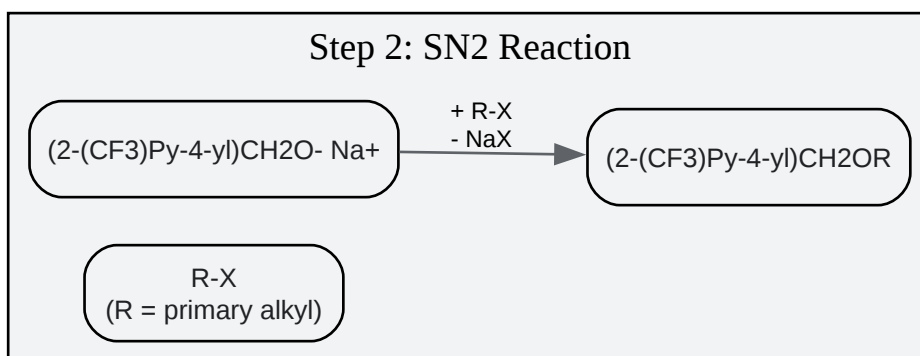 Step 2: SN2 Reaction
(2-(CF3)Py-4-yl)CH2O- Na+
+ R-X
- NaX
(2-(CF3)Py-4-yl)CH2OR
R-X
(R = primary alkyl)